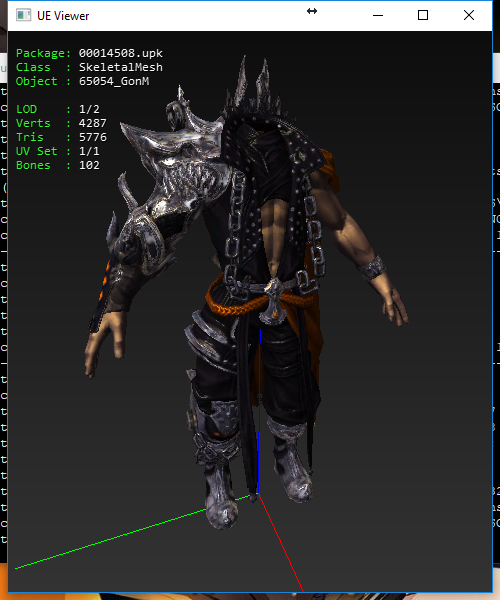 UE Viewer
Package: 00014508.upk
Class : SkeletalMesh
Object : 65054_GonM
LOD : 1/2
Verts : 4287
Tris : 5776
UV Set : 1/1
Bones : 102